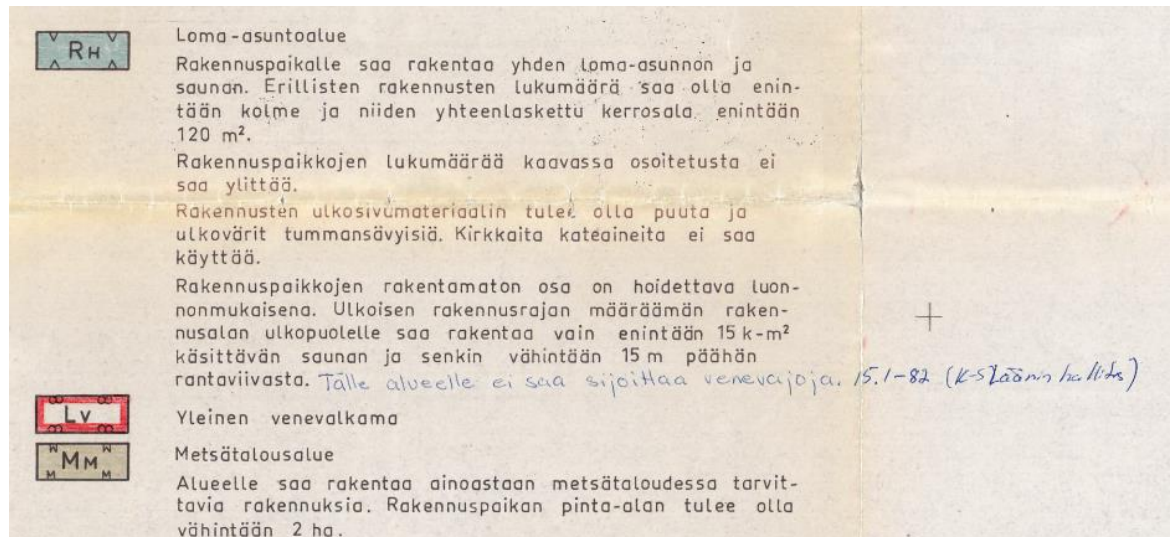 RH
Loma-asuntoalue
Rakennuspaikalle saa rakentaa yhden loma-asunnon ja
saunan. Erillisten rakennusten lukumäärä saa olla enin-
tään kolme ja niiden yhteenlaskettu kerrosala enintään
120 m².
Rakennuspaikkojen lukumäärää kaavassa osoitetusta ei
saa ylittää.
Rakennusten ulkosivumateriaalin tulee olla puuta ja
ulkovärit tummansävyisiä. Kirkkaita kateaineita ei saa
käyttää.
Rakennuspaikkojen rakentamaton osa on hoidettava luon-
nonmukaisena. Ulkoisen rakennusrajan määräämän raken-
nusalan ulkopuolelle saa rakentaa vain enintään 15 k-m²
käsittävän saunan ja senkin vähintään 15 m päähän
rantaviivasta. Tälle alueelle ei saa sijoittaa venevajoja. 15.1-82 (K-S Läänin hallitus)
Lv
Yleinen venevalkama
MM
Metsätalousalue
Alueelle saa rakentaa ainoastaan metsätaloudessa tarvit-
tavia rakennuksia. Rakennuspaikan pinta-alan tulee olla
vähintään 2 ha.